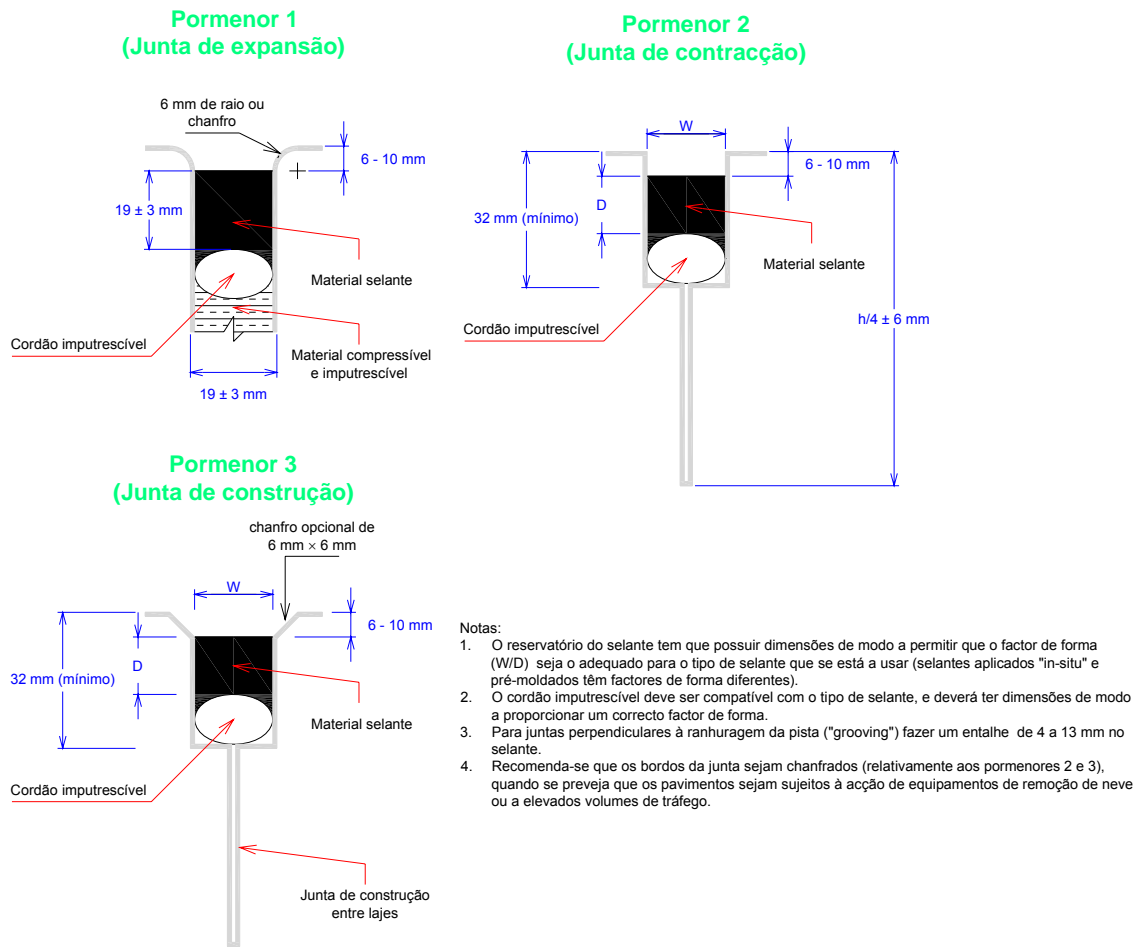 Pormenor 1
(Junta de expansão)
6 mm de raio ou
chanfro
6 - 10 mm
19 ± 3 mm
Material selante
Cordão imputrescível
Material compressível
e imputrescível
19 ± 3 mm
Pormenor 2
(Junta de contracção)
W
6 - 10 mm
D
32 mm (mínimo)
Material selante
h/4 ± 6 mm
Cordão imputrescível
Pormenor 3
(Junta de construção)
chanfro opcional de
6 mm × 6 mm
W
6 - 10 mm
D
32 mm (mínimo)
Material selante
Cordão imputrescível
Junta de construção
entre lajes
Notas:
1. O reservatório do selante tem que possuir dimensões de modo a permitir que o factor de forma
(W/D) seja o adequado para o tipo de selante que se está a usar (selantes aplicados "in-situ" e
pré-moldados têm factores de forma diferentes).
2. O cordão imputrescível deve ser compatível com o tipo de selante, e deverá ter dimensões de modo
a proporcionar um correcto factor de forma.
3. Para juntas perpendiculares à ranhuragem da pista ("grooving") fazer um entalhe de 4 a 13 mm no
selante.
4. Recomenda-se que os bordos da junta sejam chanfrados (relativamente aos pormenores 2 e 3),
quando se preveja que os pavimentos sejam sujeitos à acção de equipamentos de remoção de neve
ou a elevados volumes de tráfego.